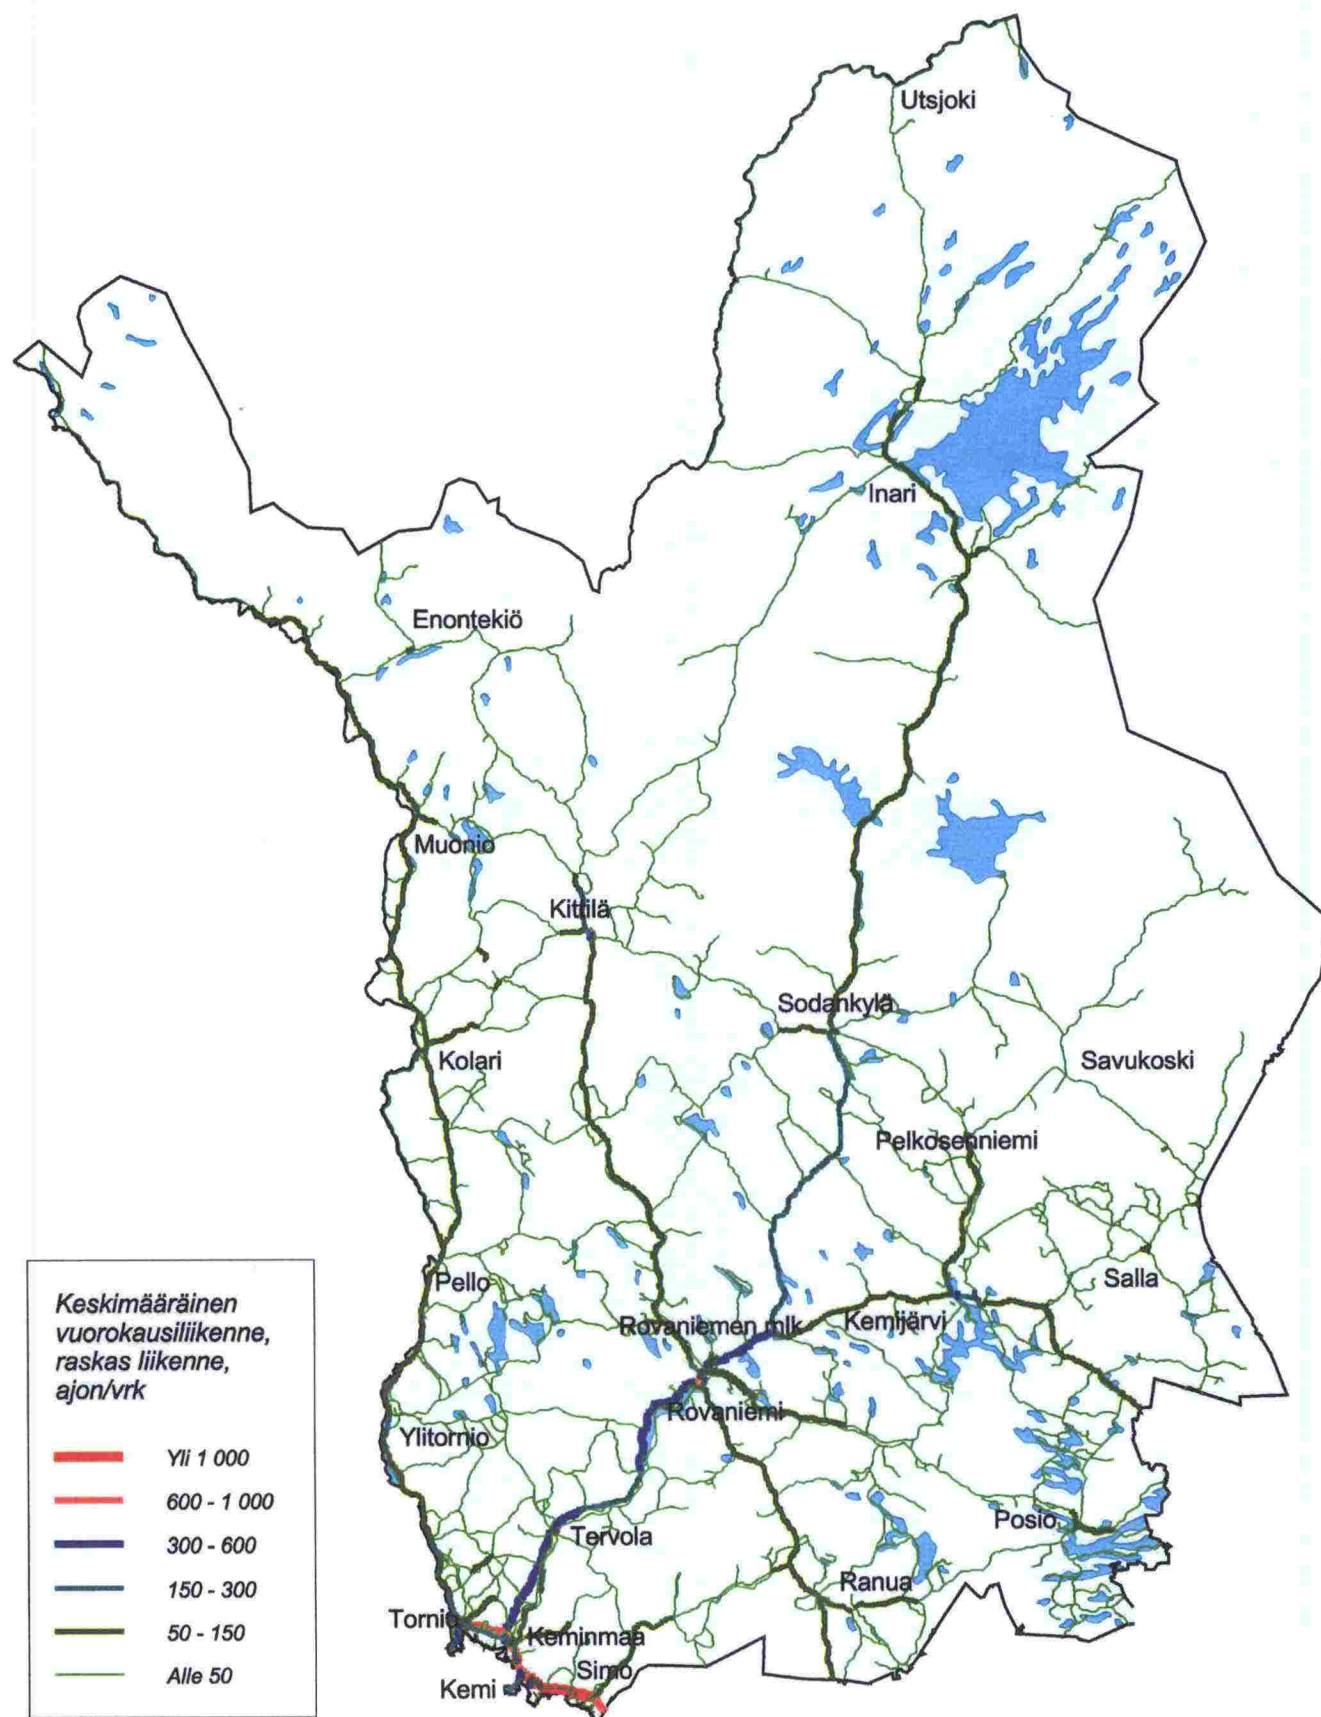 Utsjoki
Inari
Enontekiö
Muonio
Kittilä
Sodankylä
Kolari
Savukoski
Pelkosenniemi
Pello
Salla
Rovaniemen mlk
Kemijärvi
Rovaniemi
Ylitornio
Posio
Tervola
Ranua
Tornio
Keminmaa
Simo
Kemi
Keskimääräinen
vuorokausiliikenne,
raskas liikenne,
ajon/vrk
Yli 1 000
600 - 1 000
300 - 600
150 - 300
50 - 150
Alle 50